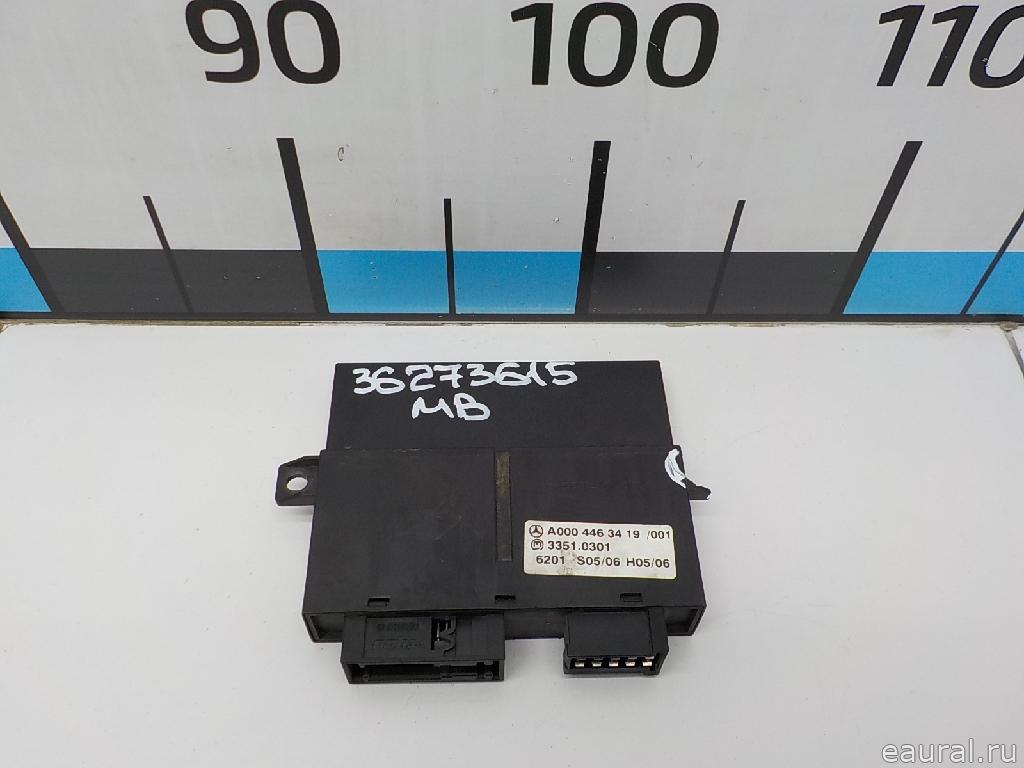 90 100 110
36273615
MB
A000 446 34 19 /001
3351.0301
6201 S05/06 H05/06
eaural.ru